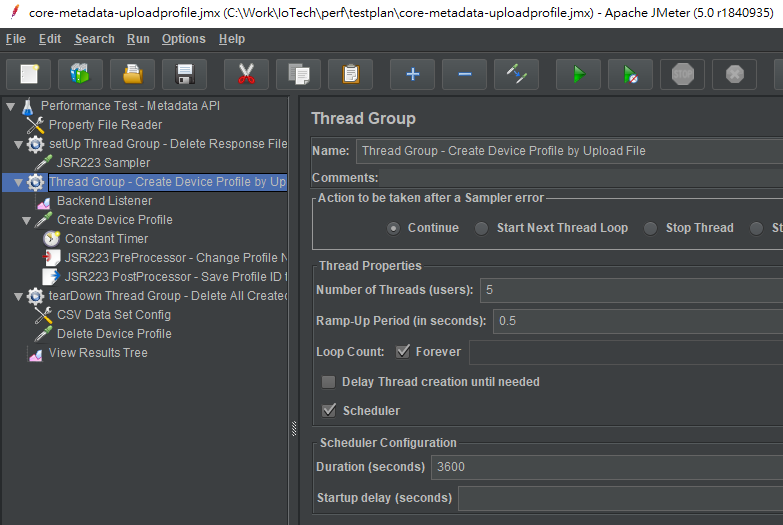 core-metadata-uploadprofile.jmx (C:\Work\IoTech\perf\testplan\core-metadata-uploadprofile.jmx) - Apache JMeter (5.0 r1840935)
File Edit Search Run Options Help
STOP
Performance Test - Metadata API
Property File Reader
setUp Thread Group - Delete Response File
JSR223 Sampler
Thread Group - Create Device Profile by Up
Backend Listener
Create Device Profile
Constant Timer
JSR223 PreProcessor - Change Profile N
JSR223 PostProcessor - Save Profile ID t
tearDown Thread Group - Delete All Created
CSV Data Set Config
Delete Device Profile
View Results Tree
Thread Group
Name: Thread Group - Create Device Profile by Upload File
Comments:
Action to be taken after a Sampler error
Continue Start Next Thread Loop Stop Thread St
Thread Properties
Number of Threads (users): 5
Ramp-Up Period (in seconds): 0.5
Loop Count: Forever
Delay Thread creation until needed
Scheduler
Scheduler Configuration
Duration (seconds) 3600
Startup delay (seconds)